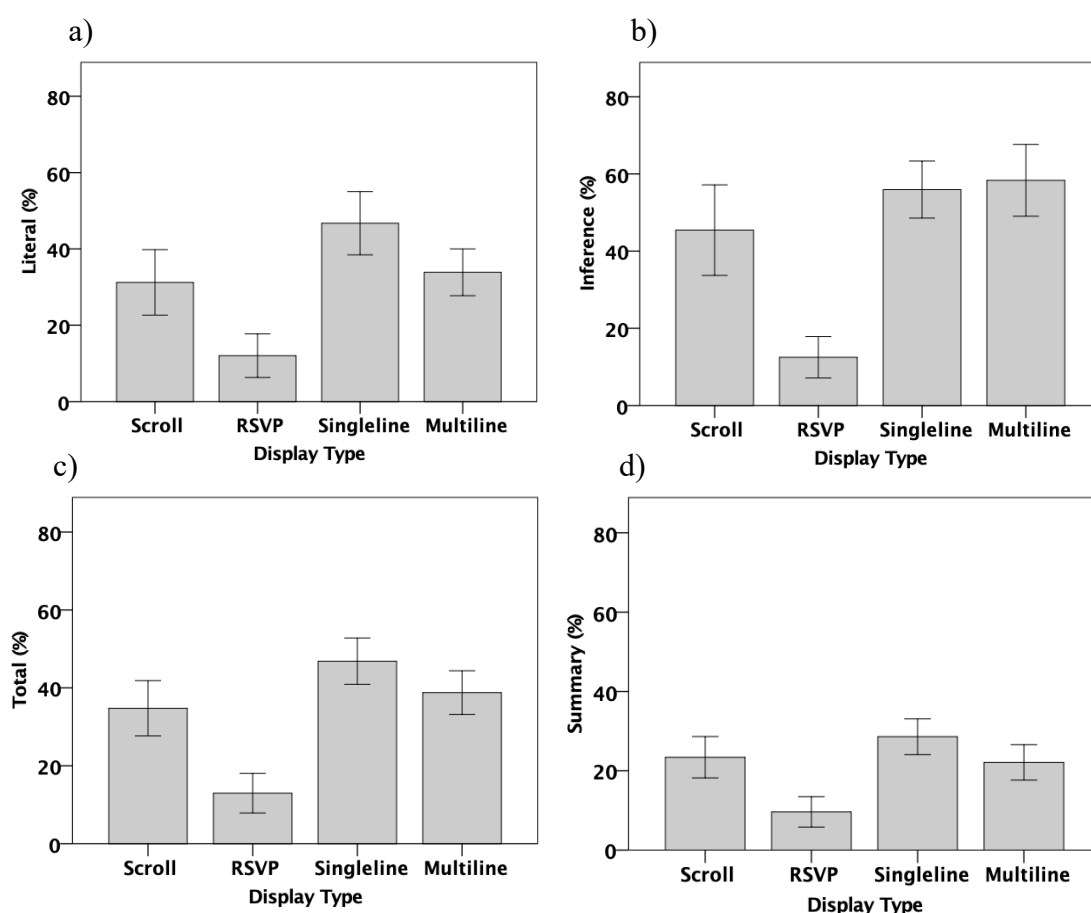 a)
80
60
40
20
0
Literal (%)
Scroll RSVP Singleline Multiline
Display Type
b)
80
60
40
20
0
Inference (%)
Scroll RSVP Singleline Multiline
Display Type
c)
80
60
40
20
0
Total (%)
Scroll RSVP Singleline Multiline
Display Type
d)
80
60
40
20
0
Summary (%)
Scroll RSVP Singleline Multiline
Display Type